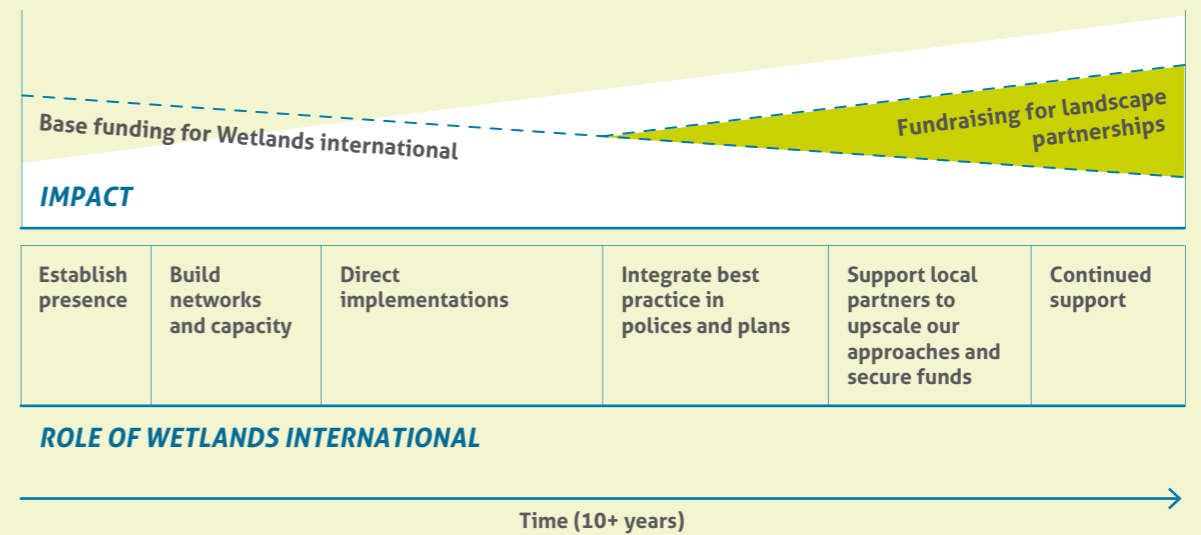 Base funding for Wetlands international
Fundraising for landscape
partnerships
IMPACT
Establish
presence
Build
networks
and capacity
Direct
implementations
Integrate best
practice in
polices and plans
Support local
partners to
upscale our
approaches and
secure funds
Continued
support
ROLE OF WETLANDS INTERNATIONAL
Time (10+ years)